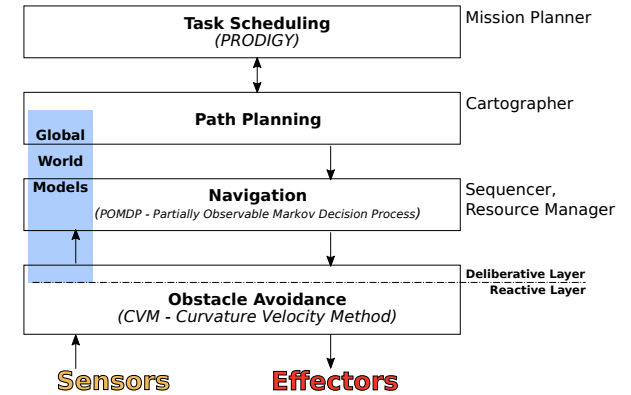 Task Scheduling
(PRODIGY)
Mission Planner
Path Planning
Cartographer
Global
World
Models
Navigation
(POMDP - Partially Observable Markov Decision Process)
Sequencer,
Resource Manager
Deliberative Layer
Reactive Layer
Obstacle Avoidance
(CVM - Curvature Velocity Method)
Sensors
Effectors